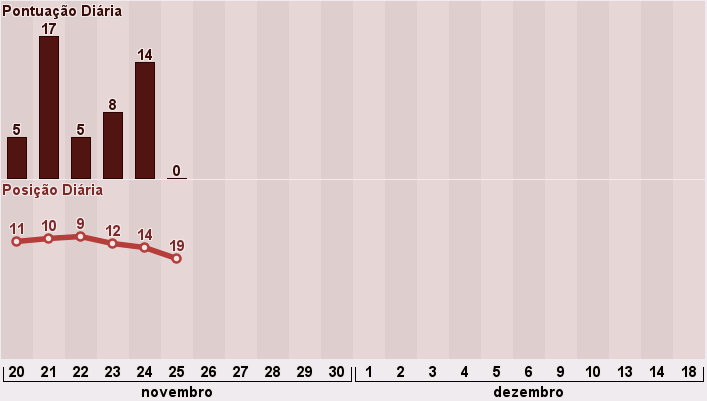 Pontuação Diária
5 17 5 8 14 0
Posição Diária
11 10 9 12 14 19
20 21 22 23 24 25 26 27 28 29 30 1 2 3 4 5 6 9 10 13 14 18
novembro dezembro